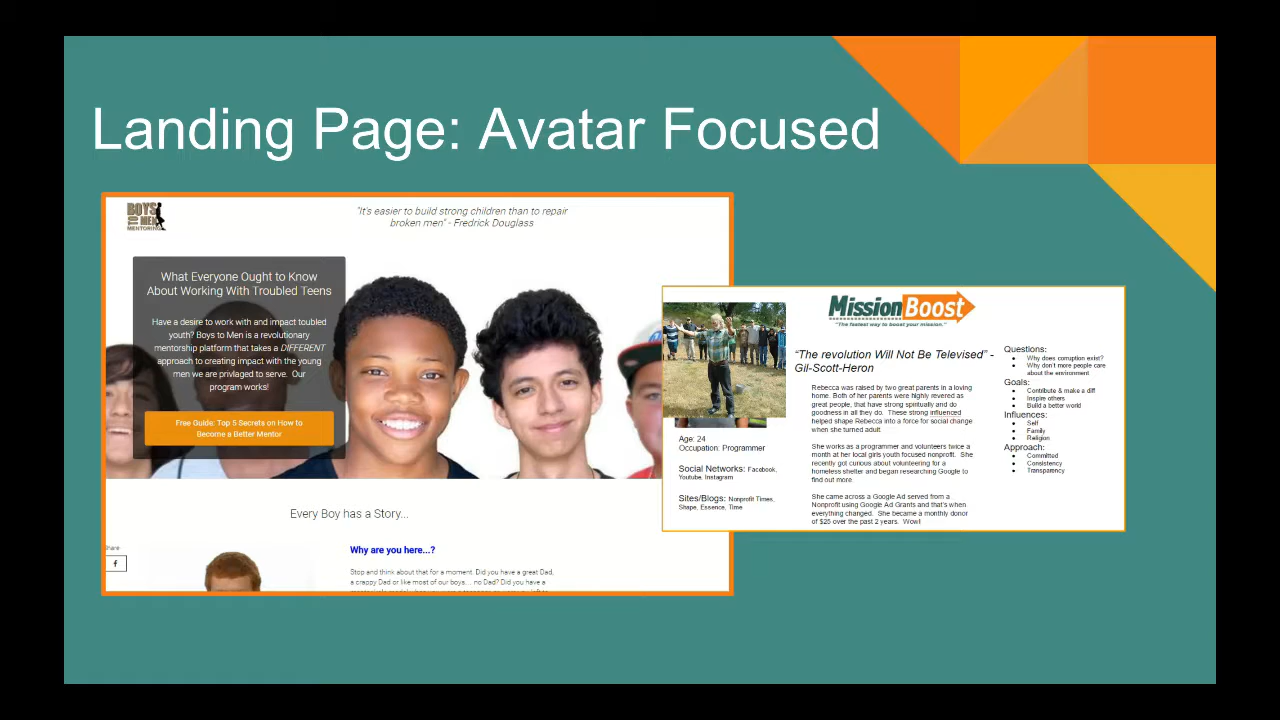 Landing Page: Avatar Focused
BOYS
TO MEN
MENTORING
"It's easier to build strong children than to repair
broken men" - Fredrick Douglass
What Everyone Ought to Know
About Working With Troubled Teens
Have a desire to work with and impact toubled
youth? Boys to Men is a revolutionary
mentorship platform that takes a DIFFERENT
approach to creating impact with the young
men we are privlaged to serve. Our
program works!
Free Guide: Top 5 Secrets on How to
Become a Better Mentor
Every Boy has a Story...
Share
f
Why are you here...?
Stop and think about that for a moment. Did you have a great Dad,
a crappy Dad or like most of our boys... no Dad? Did you have a
MissionBoost
"The fastest way to boost your mission."
"The revolution Will Not Be Televised" -
Gil-Scott-Heron
Rebecca was raised by two great parents in a loving
home. Both of her parents were highly revered as
great people, that have strong spiritually and do
goodness in all they do. These strong influenced
helped shape Rebecca into a force for social change
when she turned adult.
She works as a programmer and volunteers twice a
month at her local girls youth focused nonprofit. She
recently got curious about volunteering for a
homeless shelter and began researching Google to
find out more.
She came across a Google Ad served from a
Nonprofit using Google Ad Grants and that's when
everything changed. She became a monthly donor
of $25 over the past 2 years. Wow!
Age: 24
Occupation: Programmer
Social Networks: Facebook,
Youtube, Instagram
Sites/Blogs: Nonprofit Times,
Shape, Essence, Time
Questions:
● Why does corruption exist?
● Why don't more people care
about the environment
Goals:
● Contribute & make a diff
● Inspire others
● Build a better world
Influences:
● Self
● Family
● Religion
Approach:
● Committed
● Consistency
● Transparency